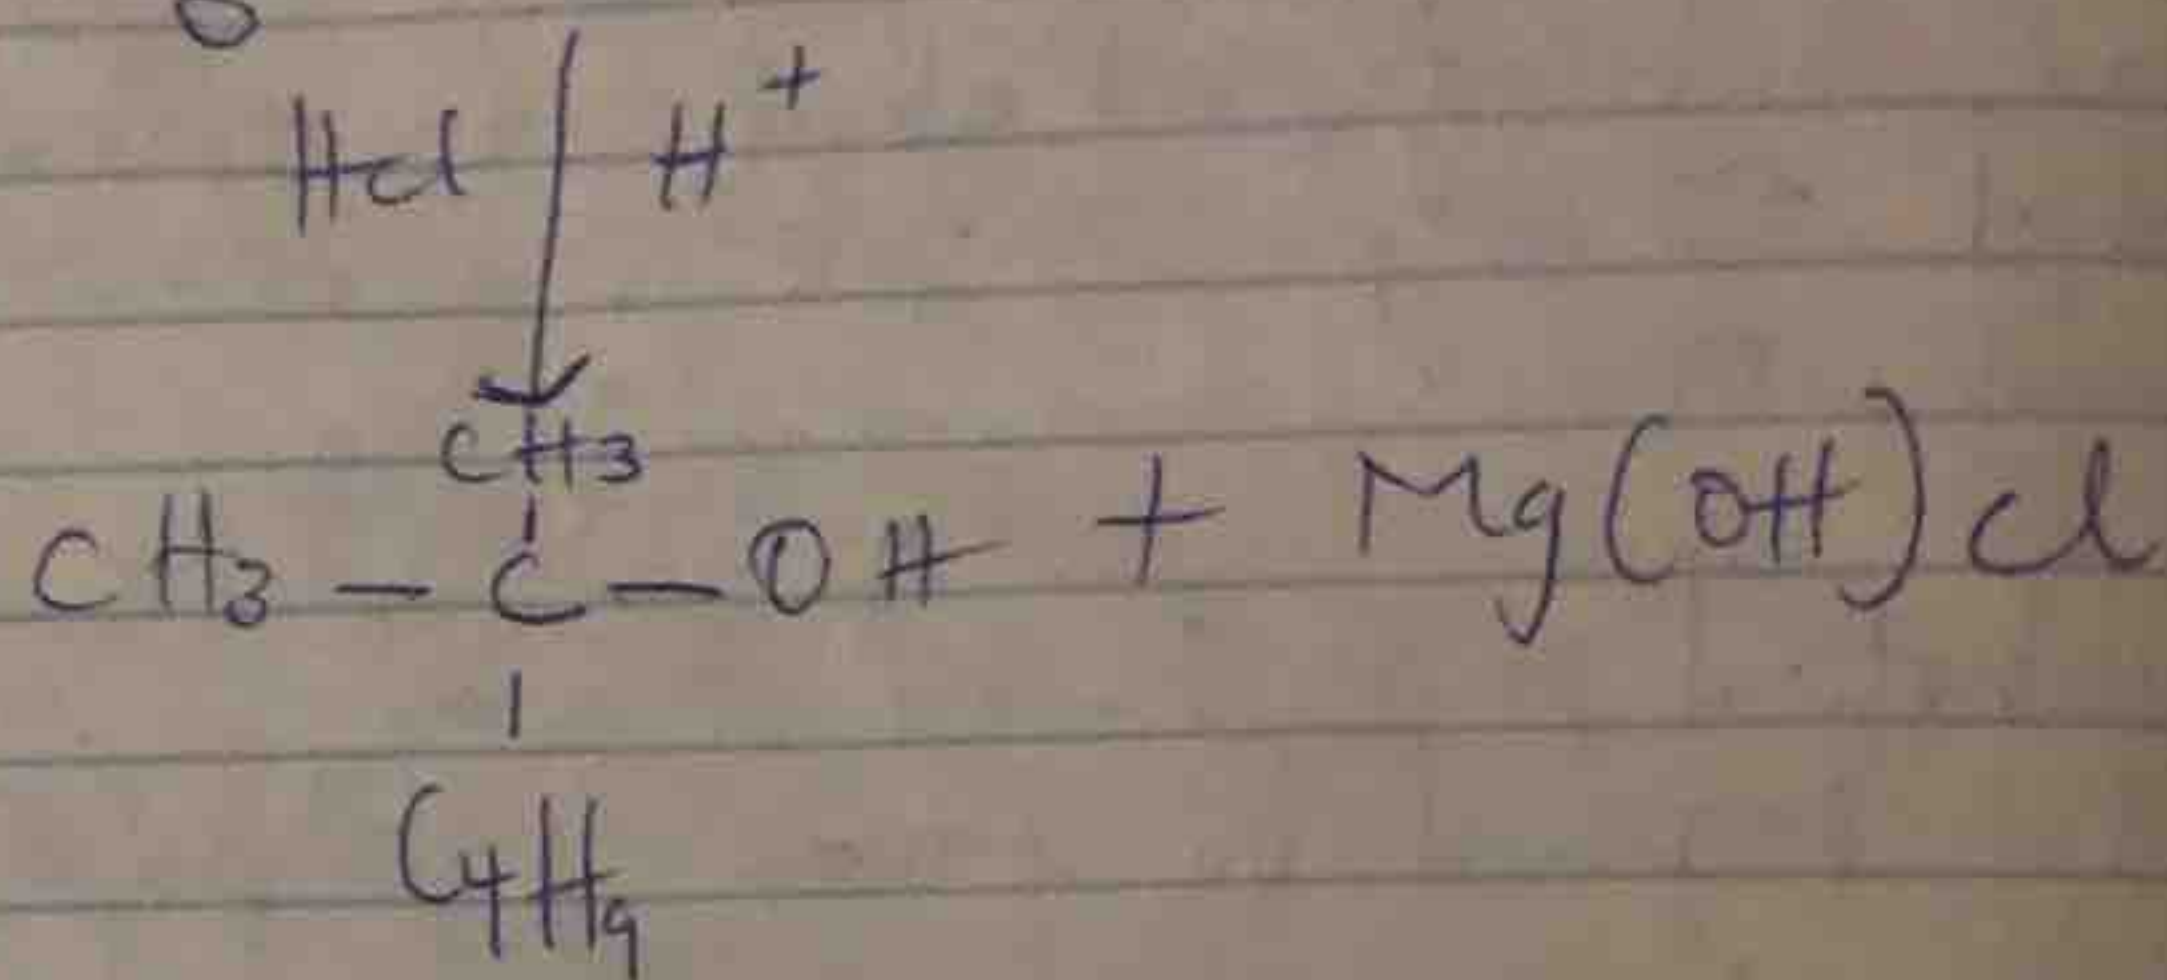 Hcl H+
CH3
CH3 - C - OH + Mg(OH)cl
C4H9